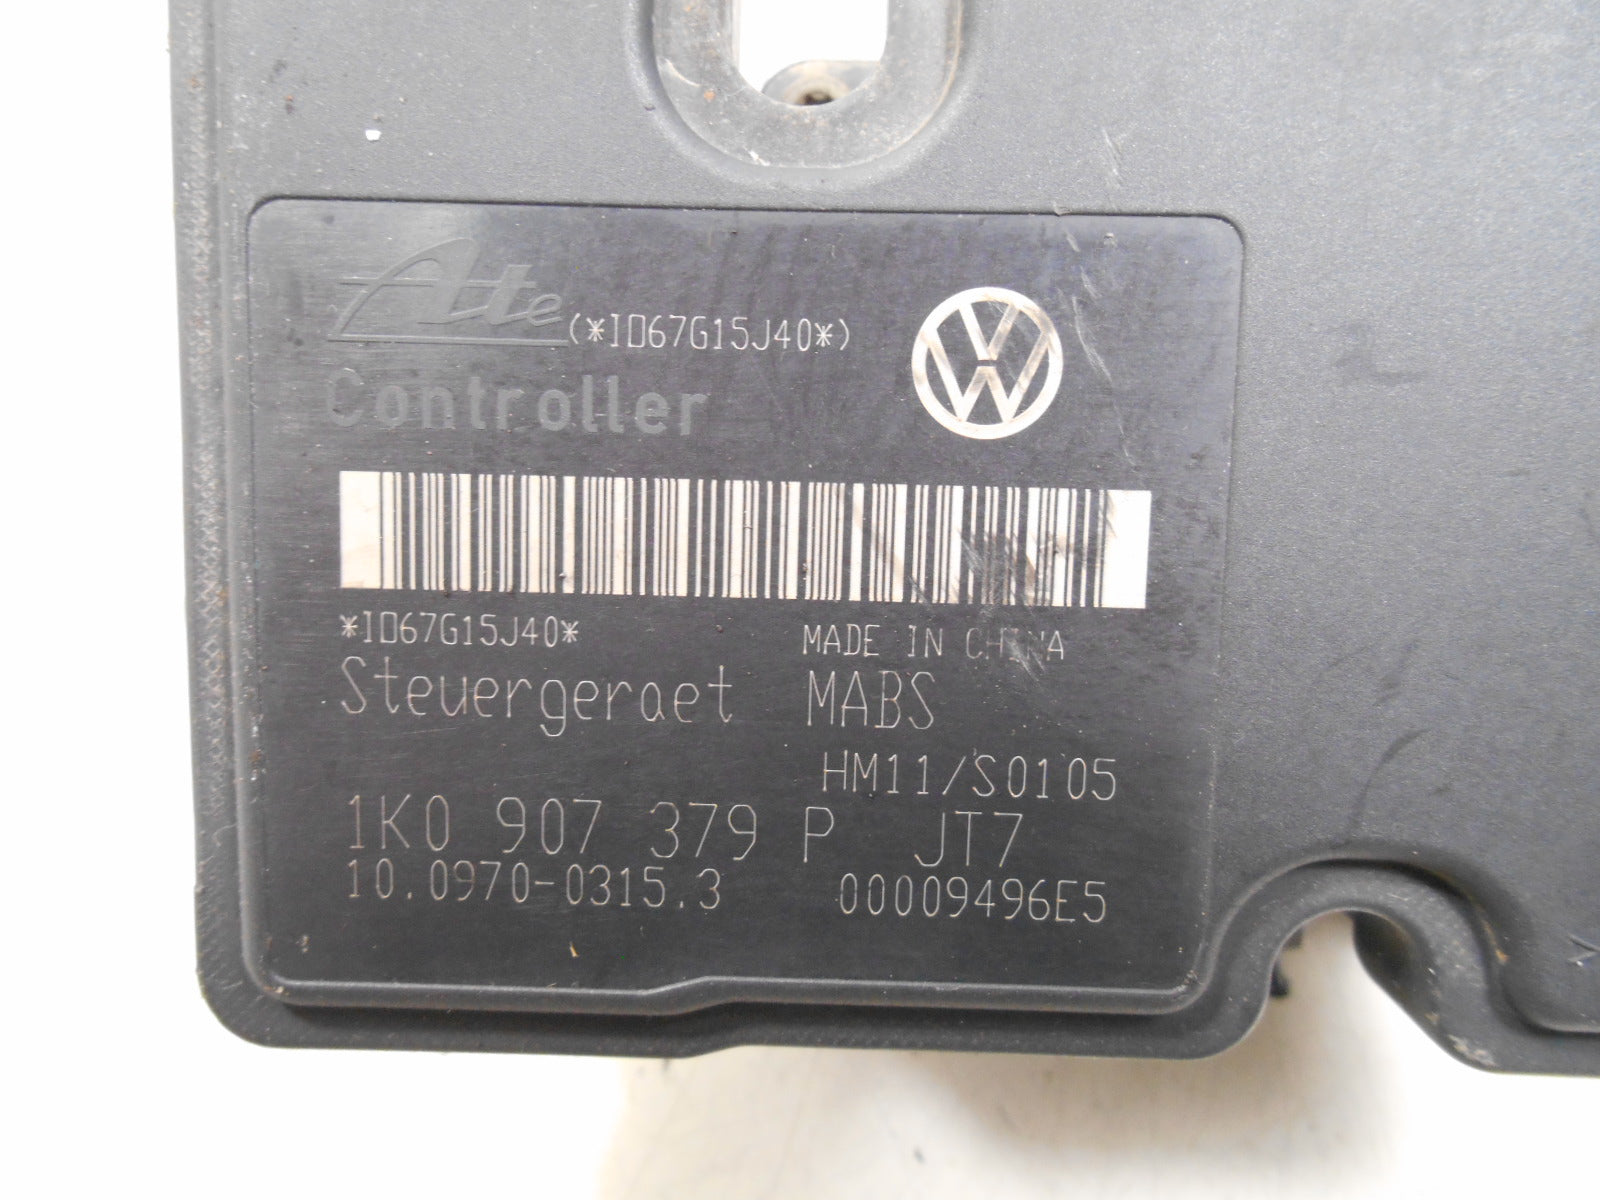 Ate (*ID67G15J40*)
Controller
*ID67G15J40* MADE IN CHINA
Steuergeraet MABS
HM11/S0105
1K0 907 379 P JT7
10.0970-0315.3 00009496E5